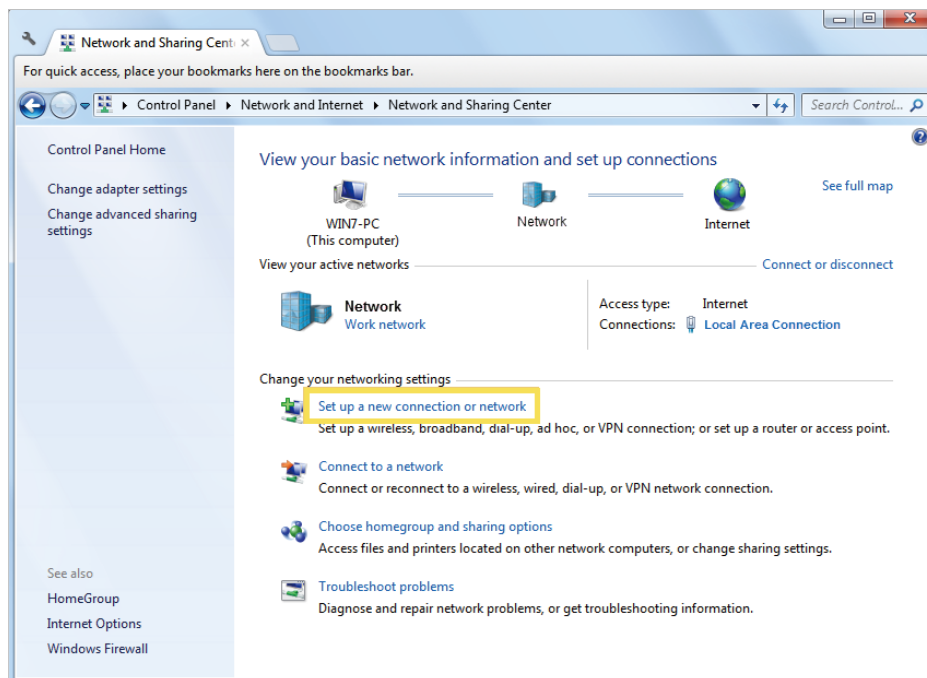 Network and Sharing Cent
For quick access, place your bookmarks here on the bookmarks bar.
Control Panel Network and Internet Network and Sharing Center Search Control...
Control Panel Home
Change adapter settings
Change advanced sharing
settings
View your basic network information and set up connections
See full map
WIN7-PC Network Internet
(This computer)
View your active networks Connect or disconnect
Network
Work network
Access type: Internet
Connections: Local Area Connection
Change your networking settings
Set up a new connection or network
Set up a wireless, broadband, dial-up, ad hoc, or VPN connection; or set up a router or access point.
Connect to a network
Connect or reconnect to a wireless, wired, dial-up, or VPN network connection.
Choose homegroup and sharing options
Access files and printers located on other network computers, or change sharing settings.
Troubleshoot problems
Diagnose and repair network problems, or get troubleshooting information.
See also
HomeGroup
Internet Options
Windows Firewall